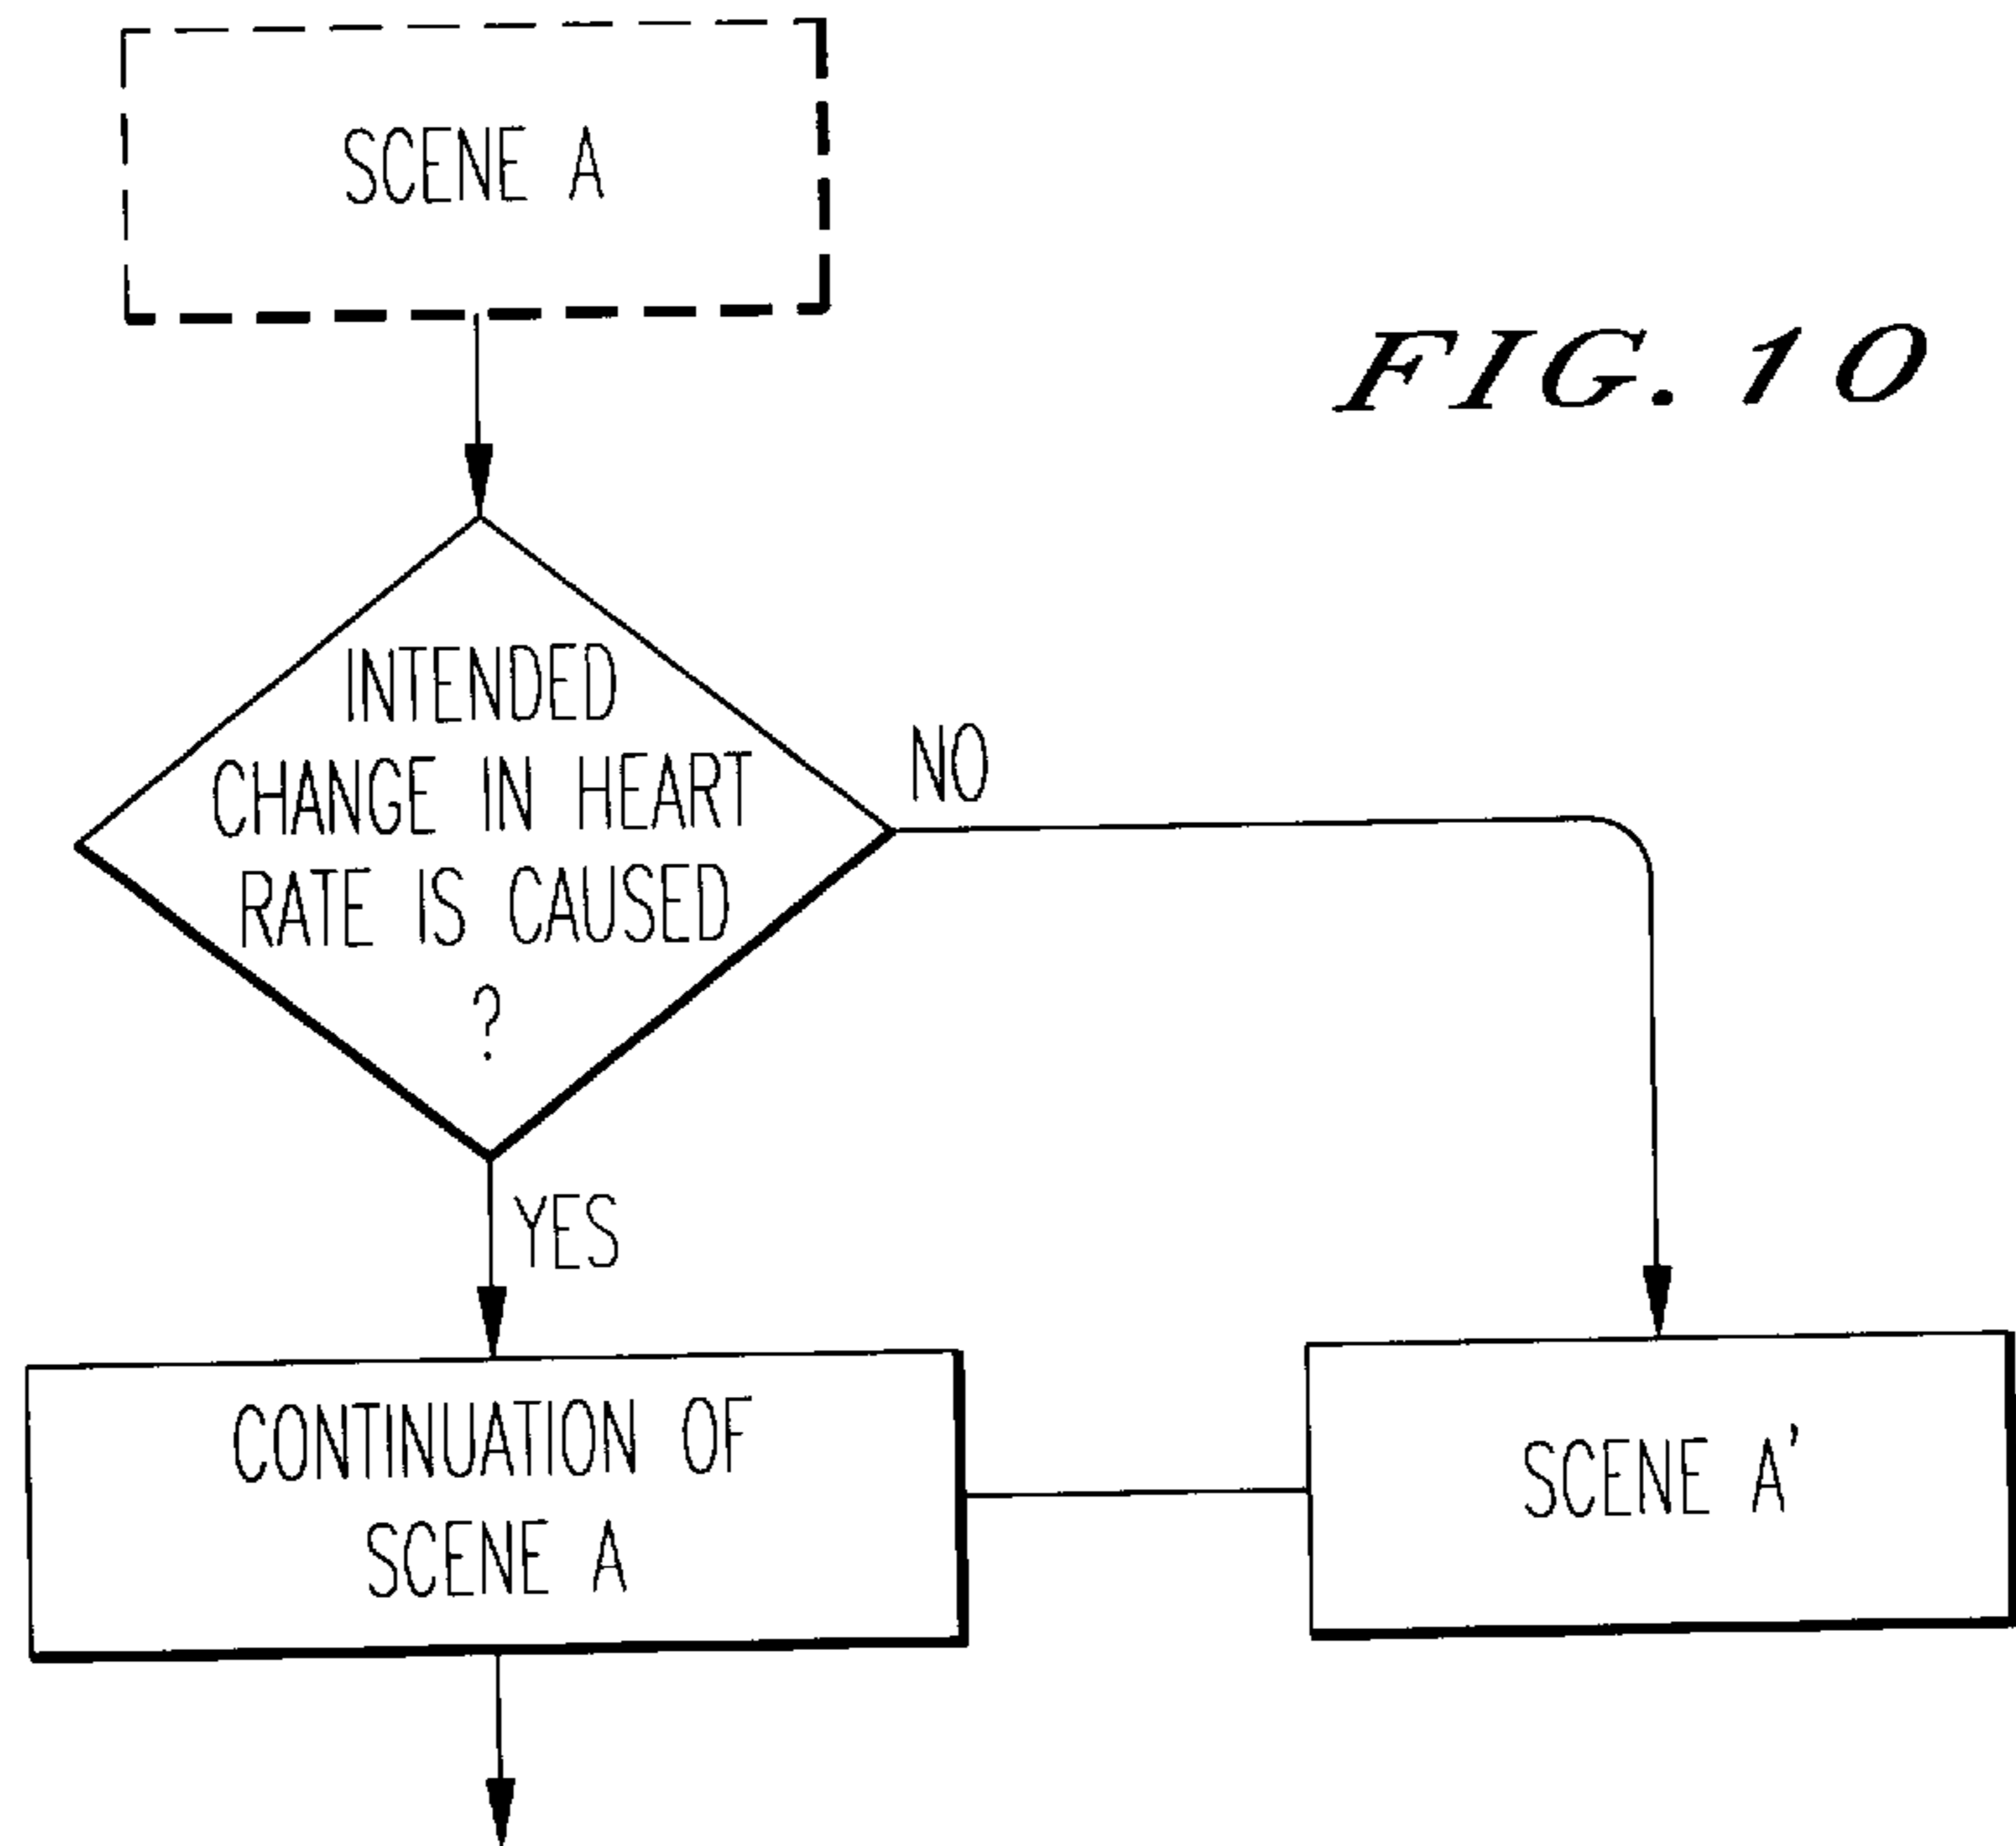 SCENE A
FIG. 10
INTENDED
CHANGE IN HEART
RATE IS CAUSED
?
NO
YES
CONTINUATION OF
SCENE A
SCENE A'